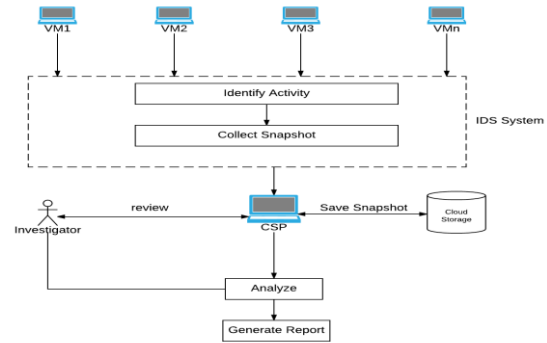 VM1
VM2
VM3
VMn
Identify Activity
Collect Snapshot
IDS System
Investigator
review
CSP
Save Snapshot
Cloud
Storage
Analyze
Generate Report